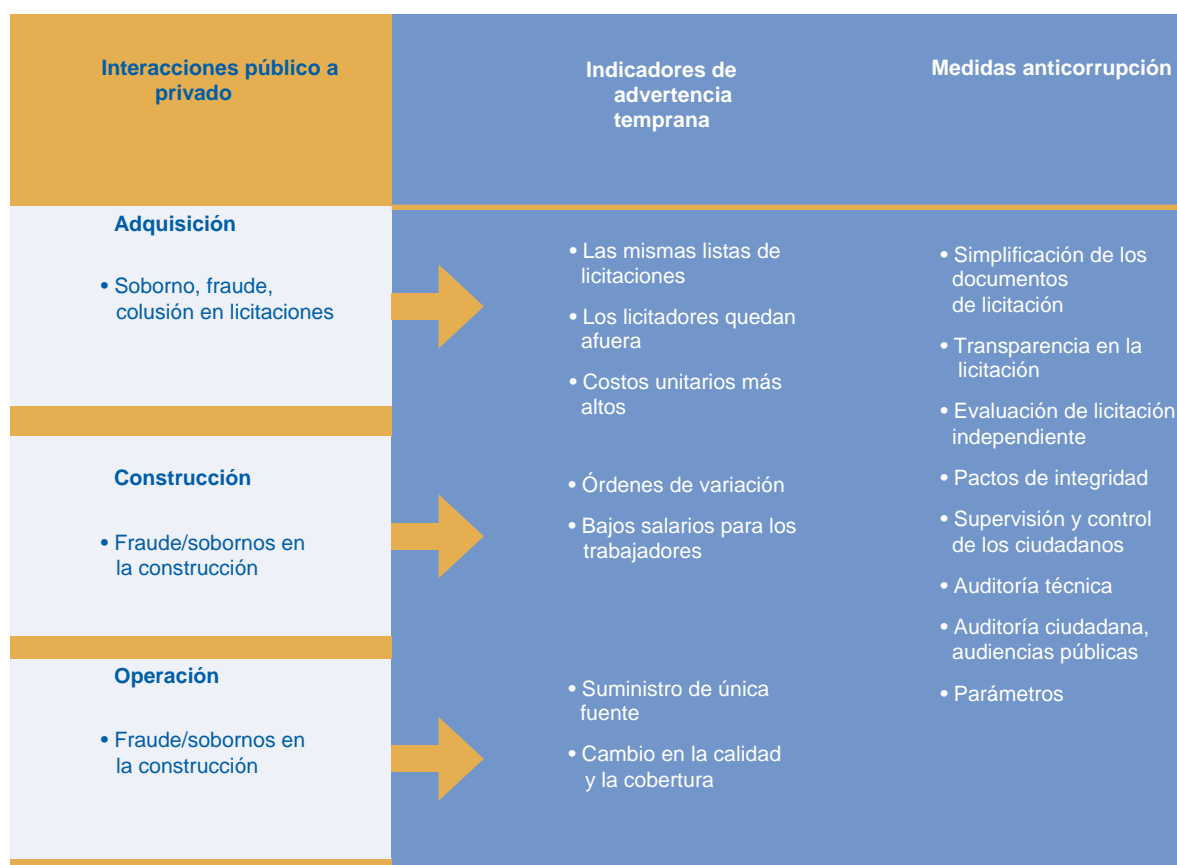 Interacciones público a
privado
Indicadores de
advertencia
temprana
Medidas anticorrupción
Adquisición
• Soborno, fraude,
colusión en licitaciones
• Las mismas listas de
licitaciones
• Los licitadores quedan
afuera
• Costos unitarios más
altos
Construcción
• Fraude/sobornos en
la construcción
• Órdenes de variación
• Bajos salarios para los
trabajadores
Operación
• Fraude/sobornos en
la construcción
• Suministro de única
fuente
• Cambio en la calidad
y la cobertura
• Simplificación de los
documentos
de licitación
• Transparencia en la
licitación
• Evaluación de licitación
independiente
• Pactos de integridad
• Supervisión y control
de los ciudadanos
• Auditoría técnica
• Auditoría ciudadana,
audiencias públicas
• Parámetros